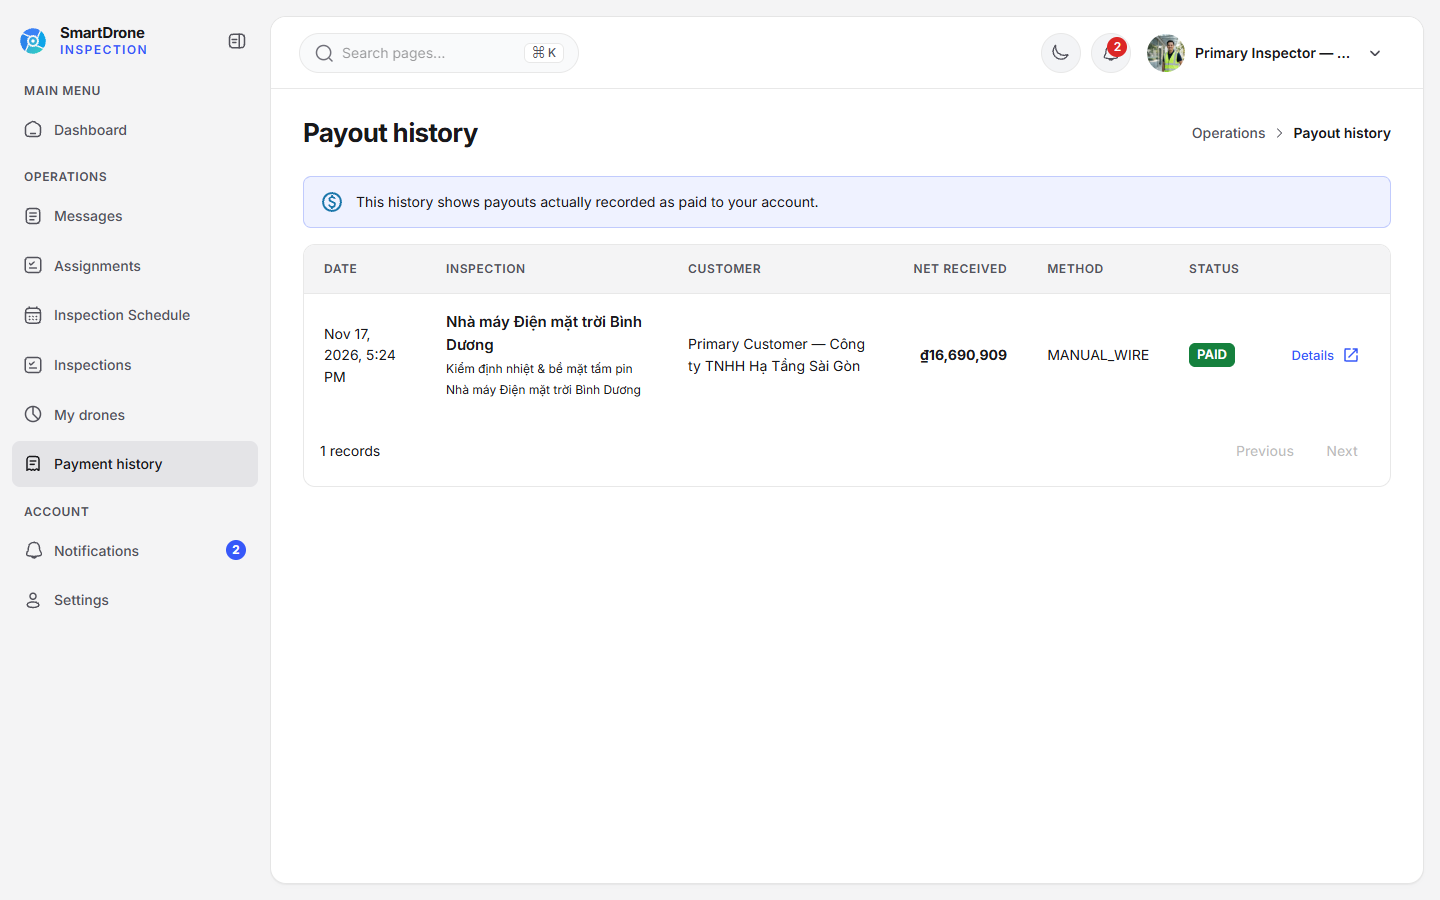 SmartDrone
INSPECTION
MAIN MENU
Dashboard
OPERATIONS
Messages
Assignments
Inspection Schedule
Inspections
My drones
Payment history
ACCOUNT
Notifications
2
Settings
Search pages...
⌘ K
2
Primary Inspector — ...
Payout history
Operations
Payout history
This history shows payouts actually recorded as paid to your account.
DATE
INSPECTION
CUSTOMER
NET RECEIVED
METHOD
STATUS
Nov 17,
2026, 5:24
PM
Nhà máy Điện mặt trời Bình
Dương
Kiểm định nhiệt & bề mặt tấm pin
Nhà máy Điện mặt trời Bình Dương
Primary Customer — Công
ty TNHH Hạ Tầng Sài Gòn
₫16,690,909
MANUAL_WIRE
PAID
Details
1 records
Previous
Next